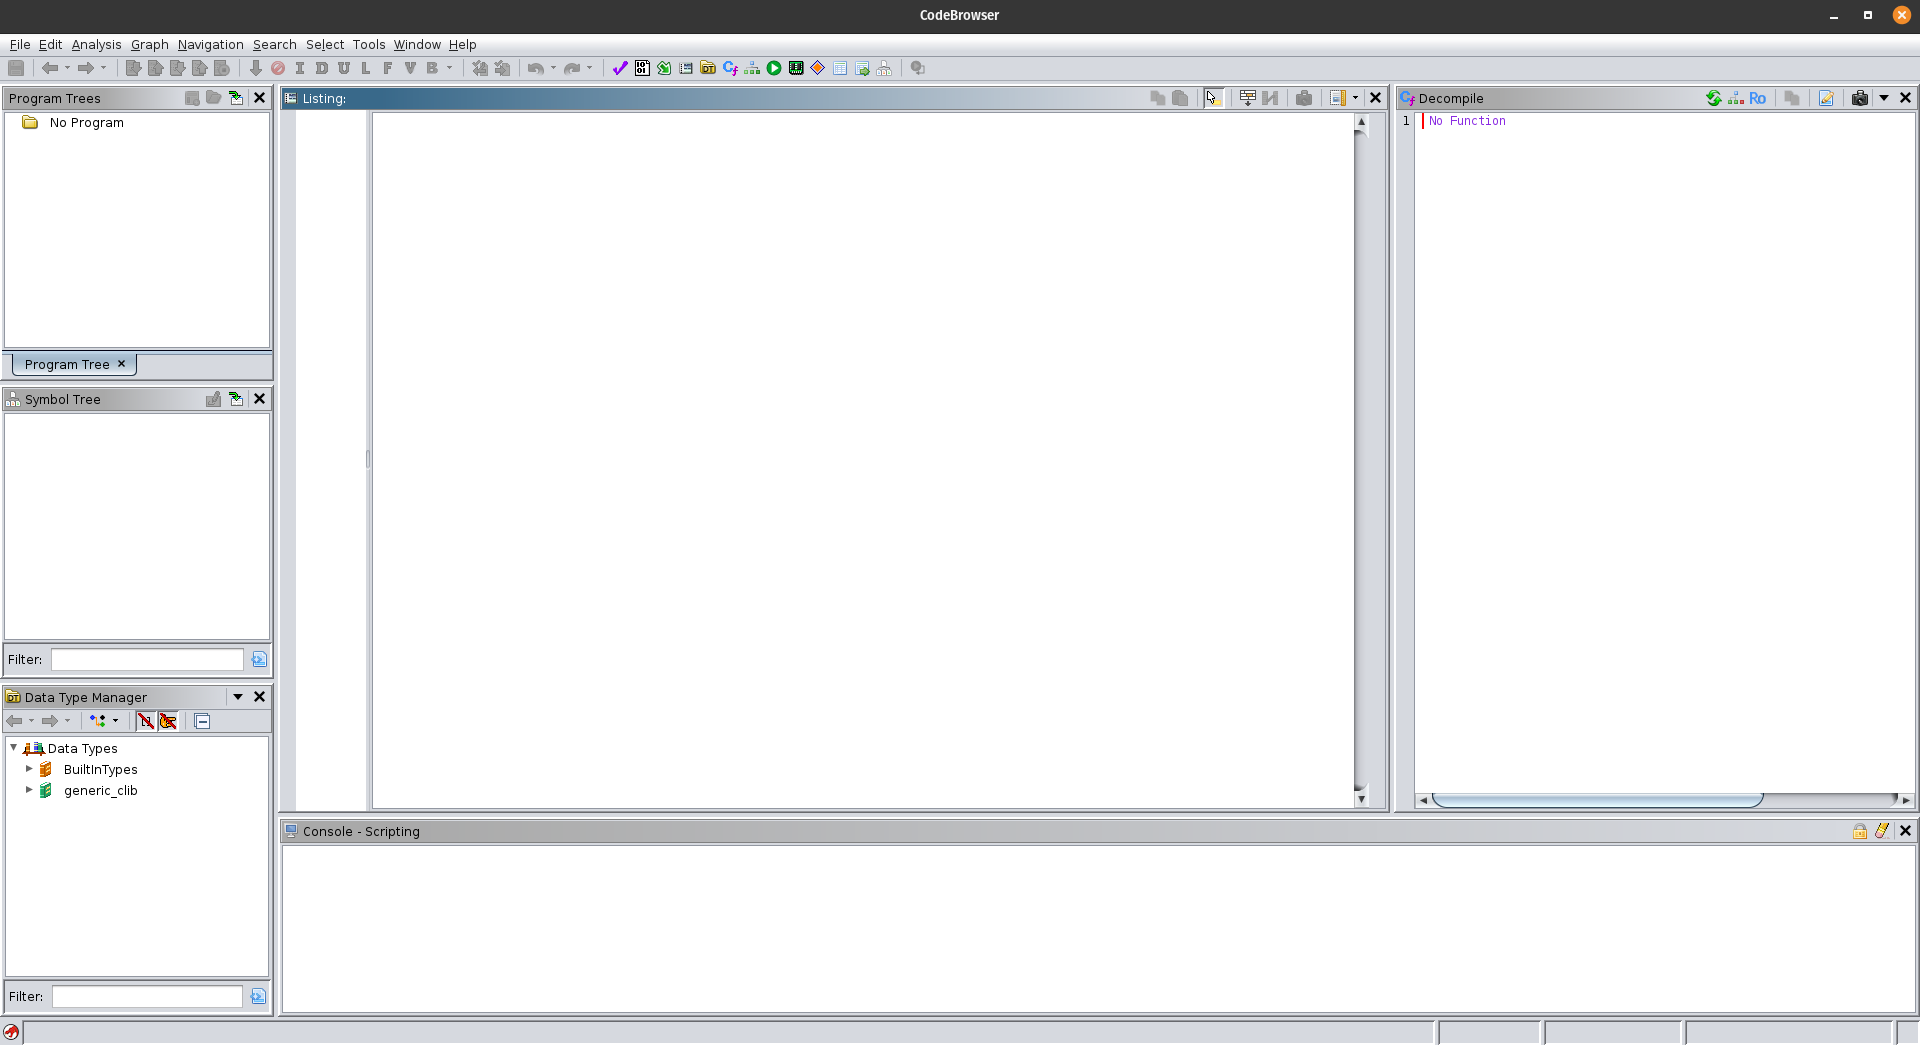 CodeBrowser
File Edit Analysis Graph Navigation Search Select Tools Window Help
I D U L F V B
Program Trees
No Program
Program Tree
Symbol Tree
Filter:
Data Type Manager
Data Types
BuiltInTypes
generic_clib
Filter:
Listing:
Decompile
Ro
1 No Function
Console - Scripting